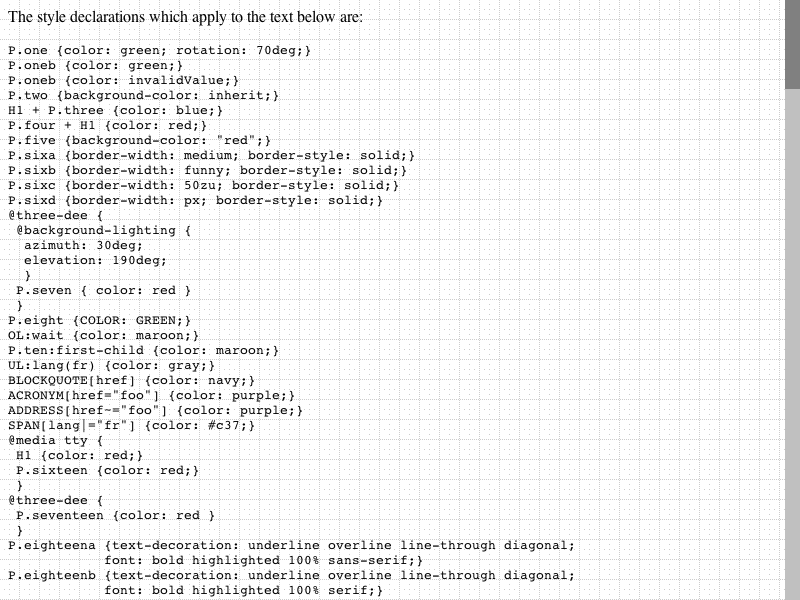 The style declarations which apply to the text below are:
P.one {color: green; rotation: 70deg;}
P.oneb {color: green;}
P.oneb {color: invalidValue;}
P.two {background-color: inherit;}
H1 + P.three {color: blue;}
P.four + H1 {color: red;}
P.five {background-color: "red";}
P.sixa {border-width: medium; border-style: solid;}
P.sixb {border-width: funny; border-style: solid;}
P.sixc {border-width: 50zu; border-style: solid;}
P.sixd {border-width: px; border-style: solid;}
@three-dee {
 @background-lighting {
  azimuth: 30deg;
  elevation: 190deg;
  }
 P.seven { color: red }
 }
P.eight {COLOR: GREEN;}
OL:wait {color: maroon;}
P.ten:first-child {color: maroon;}
UL:lang(fr) {color: gray;}
BLOCKQUOTE[href] {color: navy;}
ACRONYM[href="foo"] {color: purple;}
ADDRESS[href~="foo"] {color: purple;}
SPAN[lang|="fr"] {color: #c37;}
@media tty {
 H1 {color: red;}
 P.sixteen {color: red;}
 }
@three-dee {
 P.seventeen {color: red }
 }
P.eighteena {text-decoration: underline overline line-through diagonal;
            font: bold highlighted 100% sans-serif;}
P.eighteenb {text-decoration: underline overline line-through diagonal;
            font: bold highlighted 100% serif;}